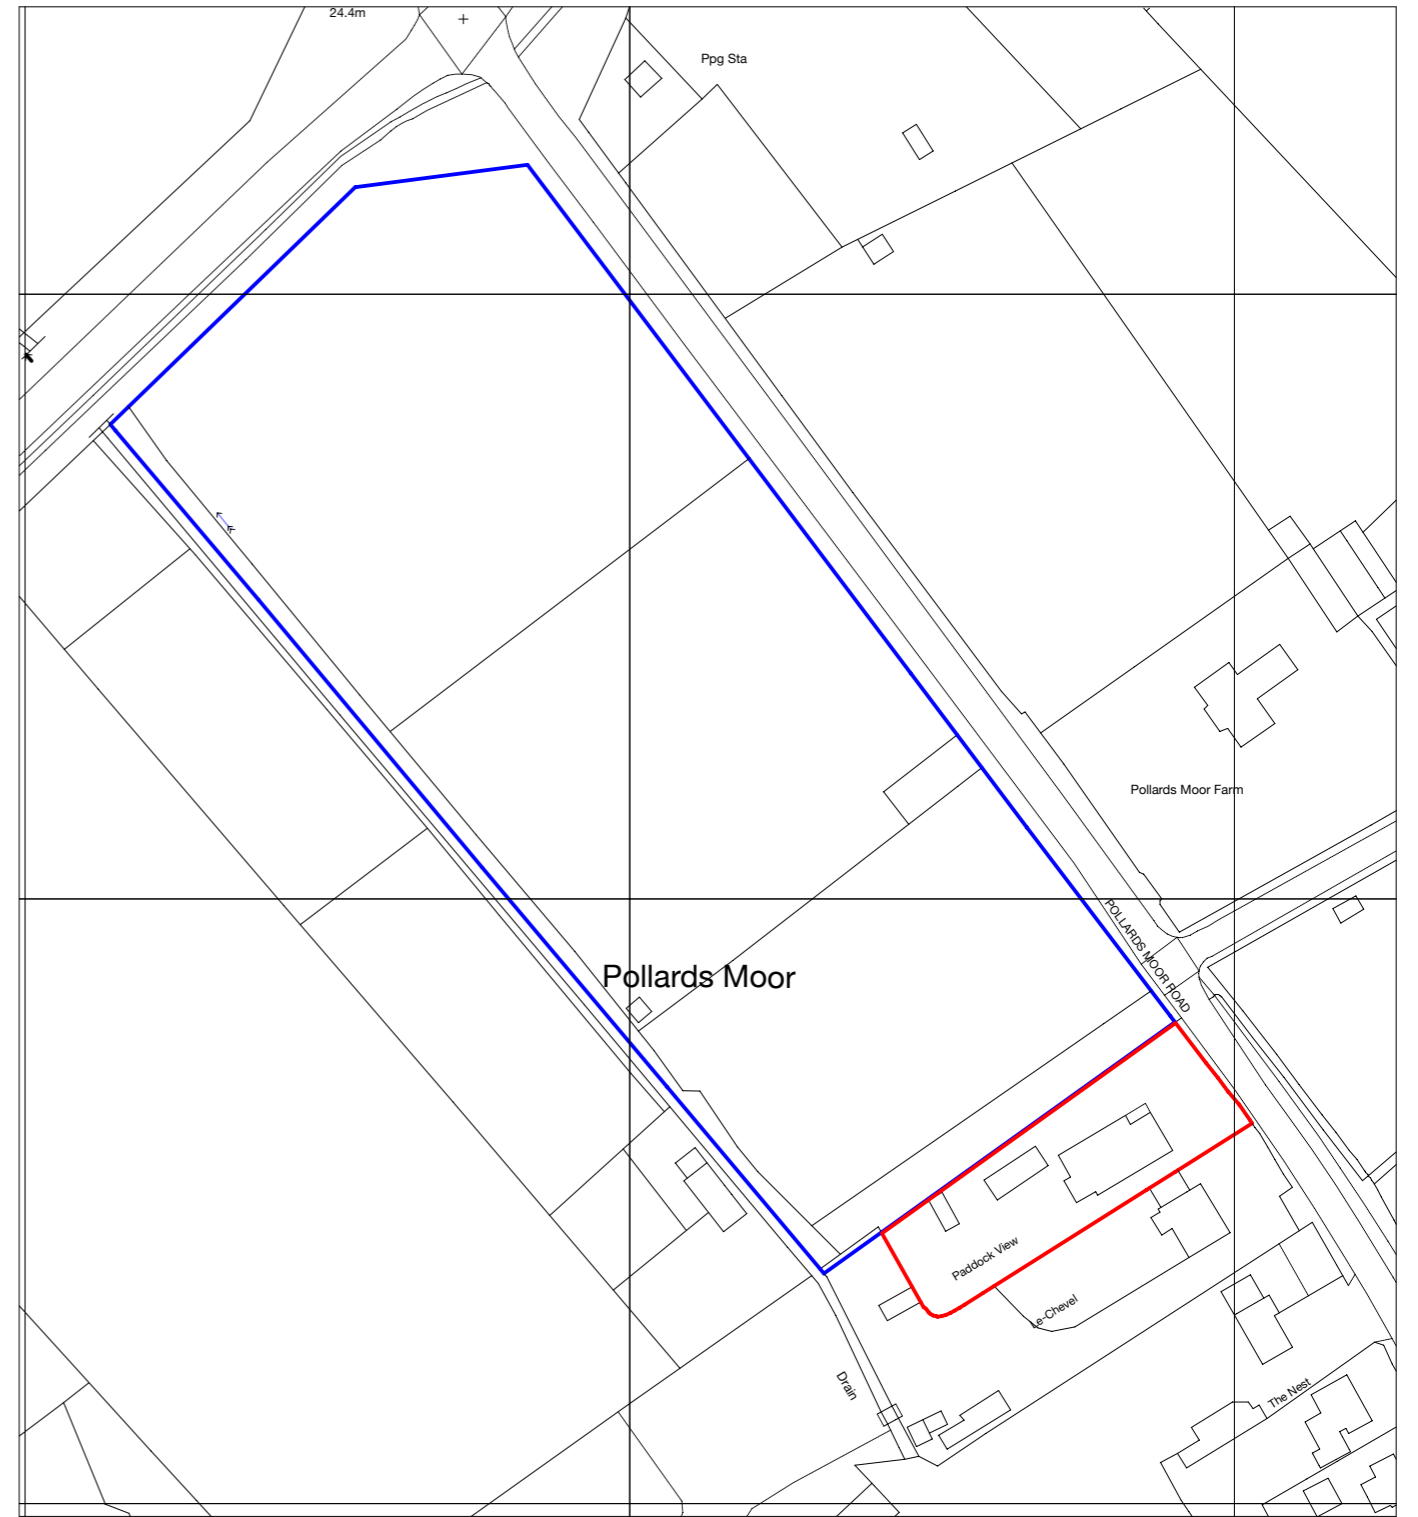 24.4m
Ppg Sta
Pollards Moor Farm
POLLARDS MOOR ROAD
Pollards Moor
Paddock View
Le-Chevel
Drain
The Nest